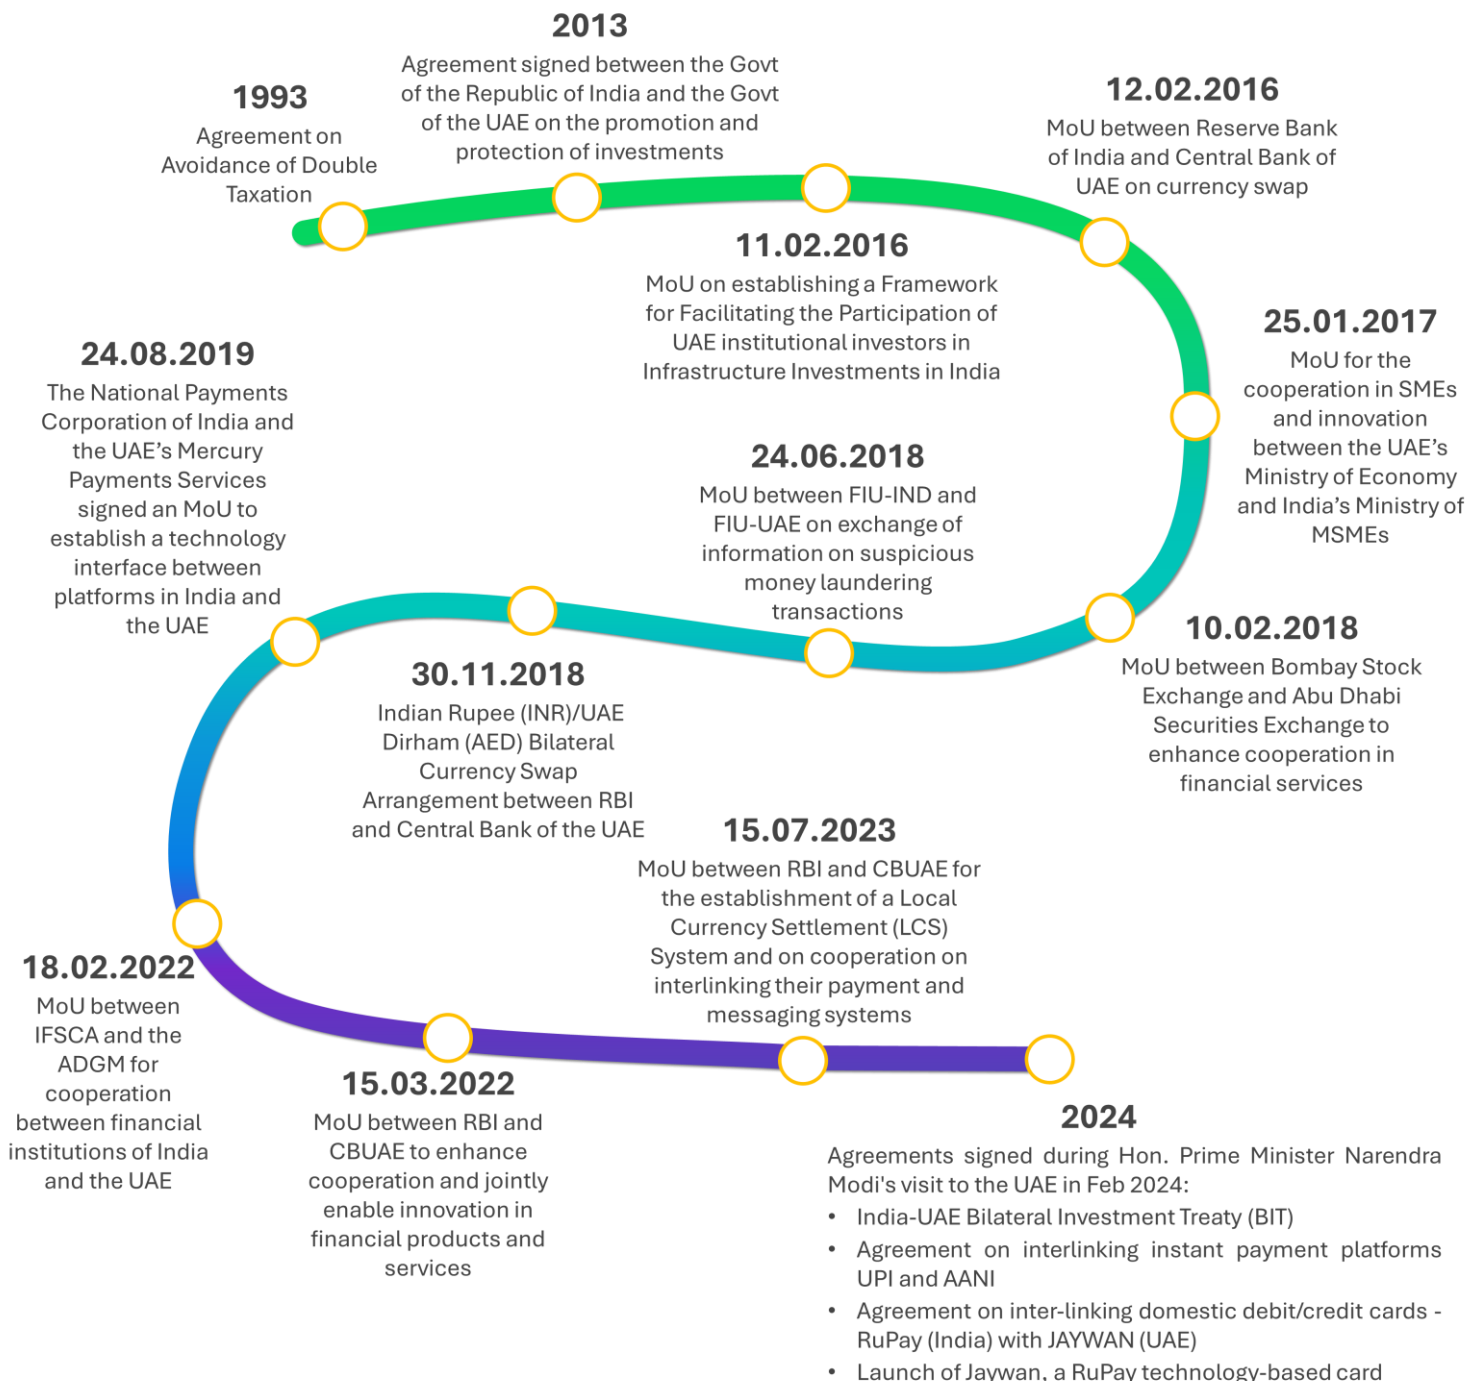 1993
Agreement on
Avoidance of Double
Taxation
2013
Agreement signed between the Govt
of the Republic of India and the Govt
of the UAE on the promotion and
protection of investments
11.02.2016
MoU on establishing a Framework
for Facilitating the Participation of
UAE institutional investors in
Infrastructure Investments in India
12.02.2016
MoU between Reserve Bank
of India and Central Bank of
UAE on currency swap
25.01.2017
MoU for the
cooperation in SMEs
and innovation
between the UAE’s
Ministry of Economy
and India’s Ministry of
MSMEs
10.02.2018
MoU between Bombay Stock
Exchange and Abu Dhabi
Securities Exchange to
enhance cooperation in
financial services
24.06.2018
MoU between FIU-IND and
FIU-UAE on exchange of
information on suspicious
money laundering
transactions
30.11.2018
Indian Rupee (INR)/UAE
Dirham (AED) Bilateral
Currency Swap
Arrangement between RBI
and Central Bank of the UAE
24.08.2019
The National Payments
Corporation of India and
the UAE’s Mercury
Payments Services
signed an MoU to
establish a technology
interface between
platforms in India and
the UAE
18.02.2022
MoU between
IFSCA and the
ADGM for
cooperation
between financial
institutions of India
and the UAE
15.03.2022
MoU between RBI and
CBUAE to enhance
cooperation and jointly
enable innovation in
financial products and
services
15.07.2023
MoU between RBI and CBUAE for
the establishment of a Local
Currency Settlement (LCS)
System and on cooperation on
interlinking their payment and
messaging systems
2024
Agreements signed during Hon. Prime Minister Narendra
Modi's visit to the UAE in Feb 2024:
• India-UAE Bilateral Investment Treaty (BIT)
• Agreement on interlinking instant payment platforms
UPI and AANI
• Agreement on inter-linking domestic debit/credit cards -
RuPay (India) with JAYWAN (UAE)
• Launch of Jaywan, a RuPay technology-based card